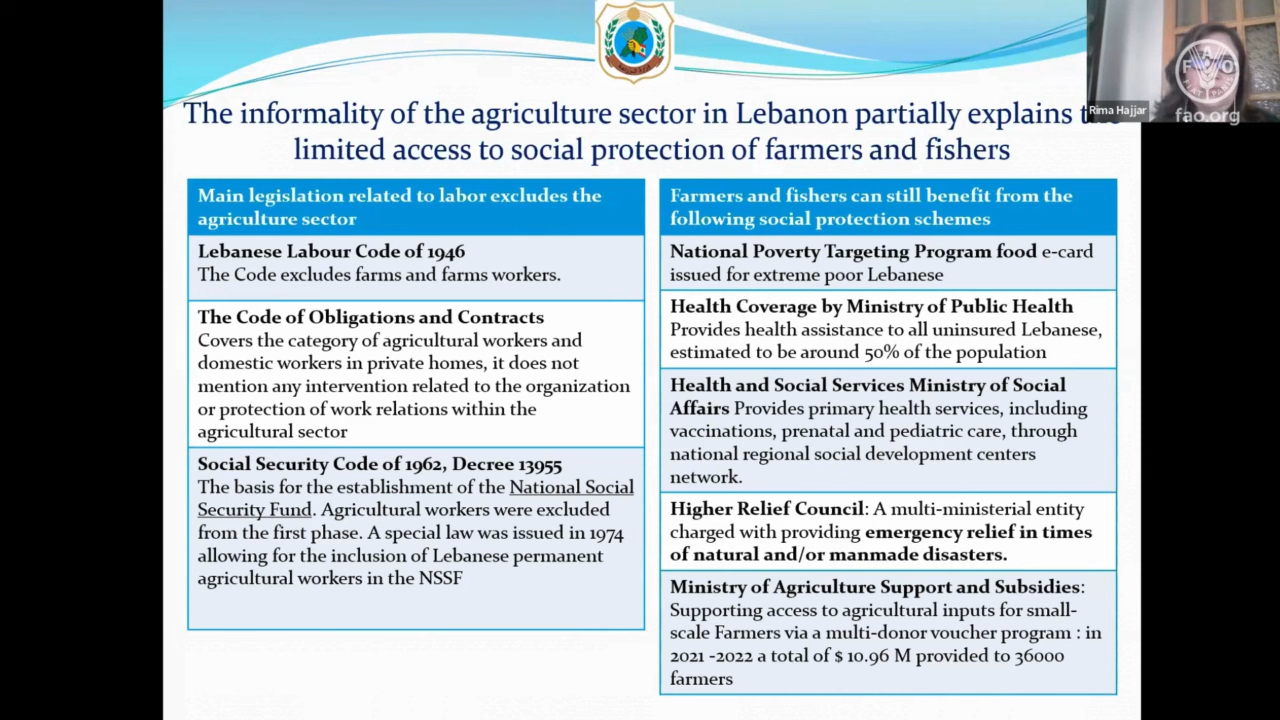 The informality of the agriculture sector in Lebanon partially explains
limited access to social protection of farmers and fishers
Rima Hajjar
FAO
fao.org
Main legislation related to labor excludes the
agriculture sector
Lebanese Labour Code of 1946
The Code excludes farms and farms workers.
The Code of Obligations and Contracts
Covers the category of agricultural workers and
domestic workers in private homes, it does not
mention any intervention related to the organization
or protection of work relations within the
agricultural sector
Social Security Code of 1962, Decree 13955
The basis for the establishment of the National Social
Security Fund. Agricultural workers were excluded
from the first phase. A special law was issued in 1974
allowing for the inclusion of Lebanese permanent
agricultural workers in the NSSF
Farmers and fishers can still benefit from the
following social protection schemes
National Poverty Targeting Program food e-card
issued for extreme poor Lebanese
Health Coverage by Ministry of Public Health
Provides health assistance to all uninsured Lebanese,
estimated to be around 50% of the population
Health and Social Services Ministry of Social
Affairs Provides primary health services, including
vaccinations, prenatal and pediatric care, through
national regional social development centers
network.
Higher Relief Council: A multi-ministerial entity
charged with providing emergency relief in times
of natural and/or manmade disasters.
Ministry of Agriculture Support and Subsidies:
Supporting access to agricultural inputs for small-
scale Farmers via a multi-donor voucher program : in
2021 -2022 a total of $ 10.96 M provided to 36000
farmers